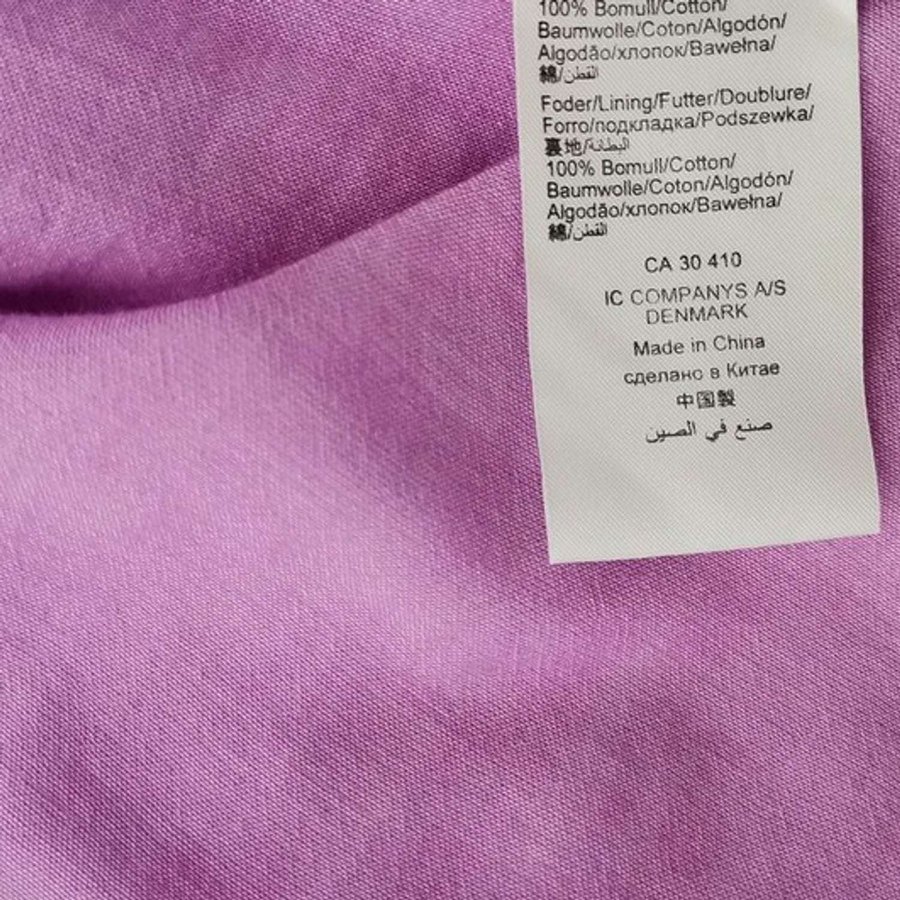 100% Bomull/Cotton/
Baumwolle/Coton/Algodón/
Algodão/хлопок/Bawełna/
綿/القطن
Foder/Lining/Futter/Doublure/
Forro/подкладка/Podszewka/
裏地/البطانة
100% Bomull/Cotton/
Baumwolle/Coton/Algodón/
Algodão/хлопок/Bawełna/
綿/القطن
CA 30 410
IC COMPANYS A/S
DENMARK
Made in China
сделано в Китае
中国製
صنع في الصين